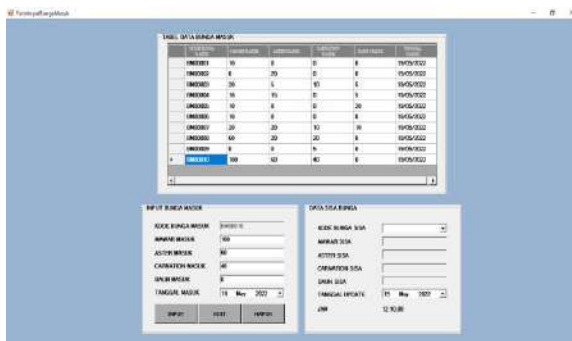 FormInputBungaMasuk
TABEL DATA BUNGA MASUK
BM00001 10 0 0 0 19/05/2022
BM00002 0 20 0 0 19/05/2022
BM00003 20 5 10 5 19/05/2022
BM00004 15 15 0 5 19/05/2022
BM00005 10 0 0 20 19/05/2022
BM00006 10 0 0 0 19/05/2022
BM00007 20 20 10 10 19/05/2022
BM00008 60 20 20 0 19/05/2022
BM00009 0 0 5 0 19/05/2022
BM00010 100 60 40 0 19/05/2022
INPUT BUNGA MASUK
KODE BUNGA MASUK BM00010
MAWAR MASUK 100
ASTER MASUK 60
CARNATION MASUK 40
DAUN MASUK 0
TANGGAL MASUK 19 May 2022
INPUT EDIT HAPUS
DATA SISA BUNGA
KODE BUNGA SISA
MAWAR SISA
ASTER SISA
CARNATION SISA
DAUN SISA
TANGGAL UPDATE 19 May 2022
JAM